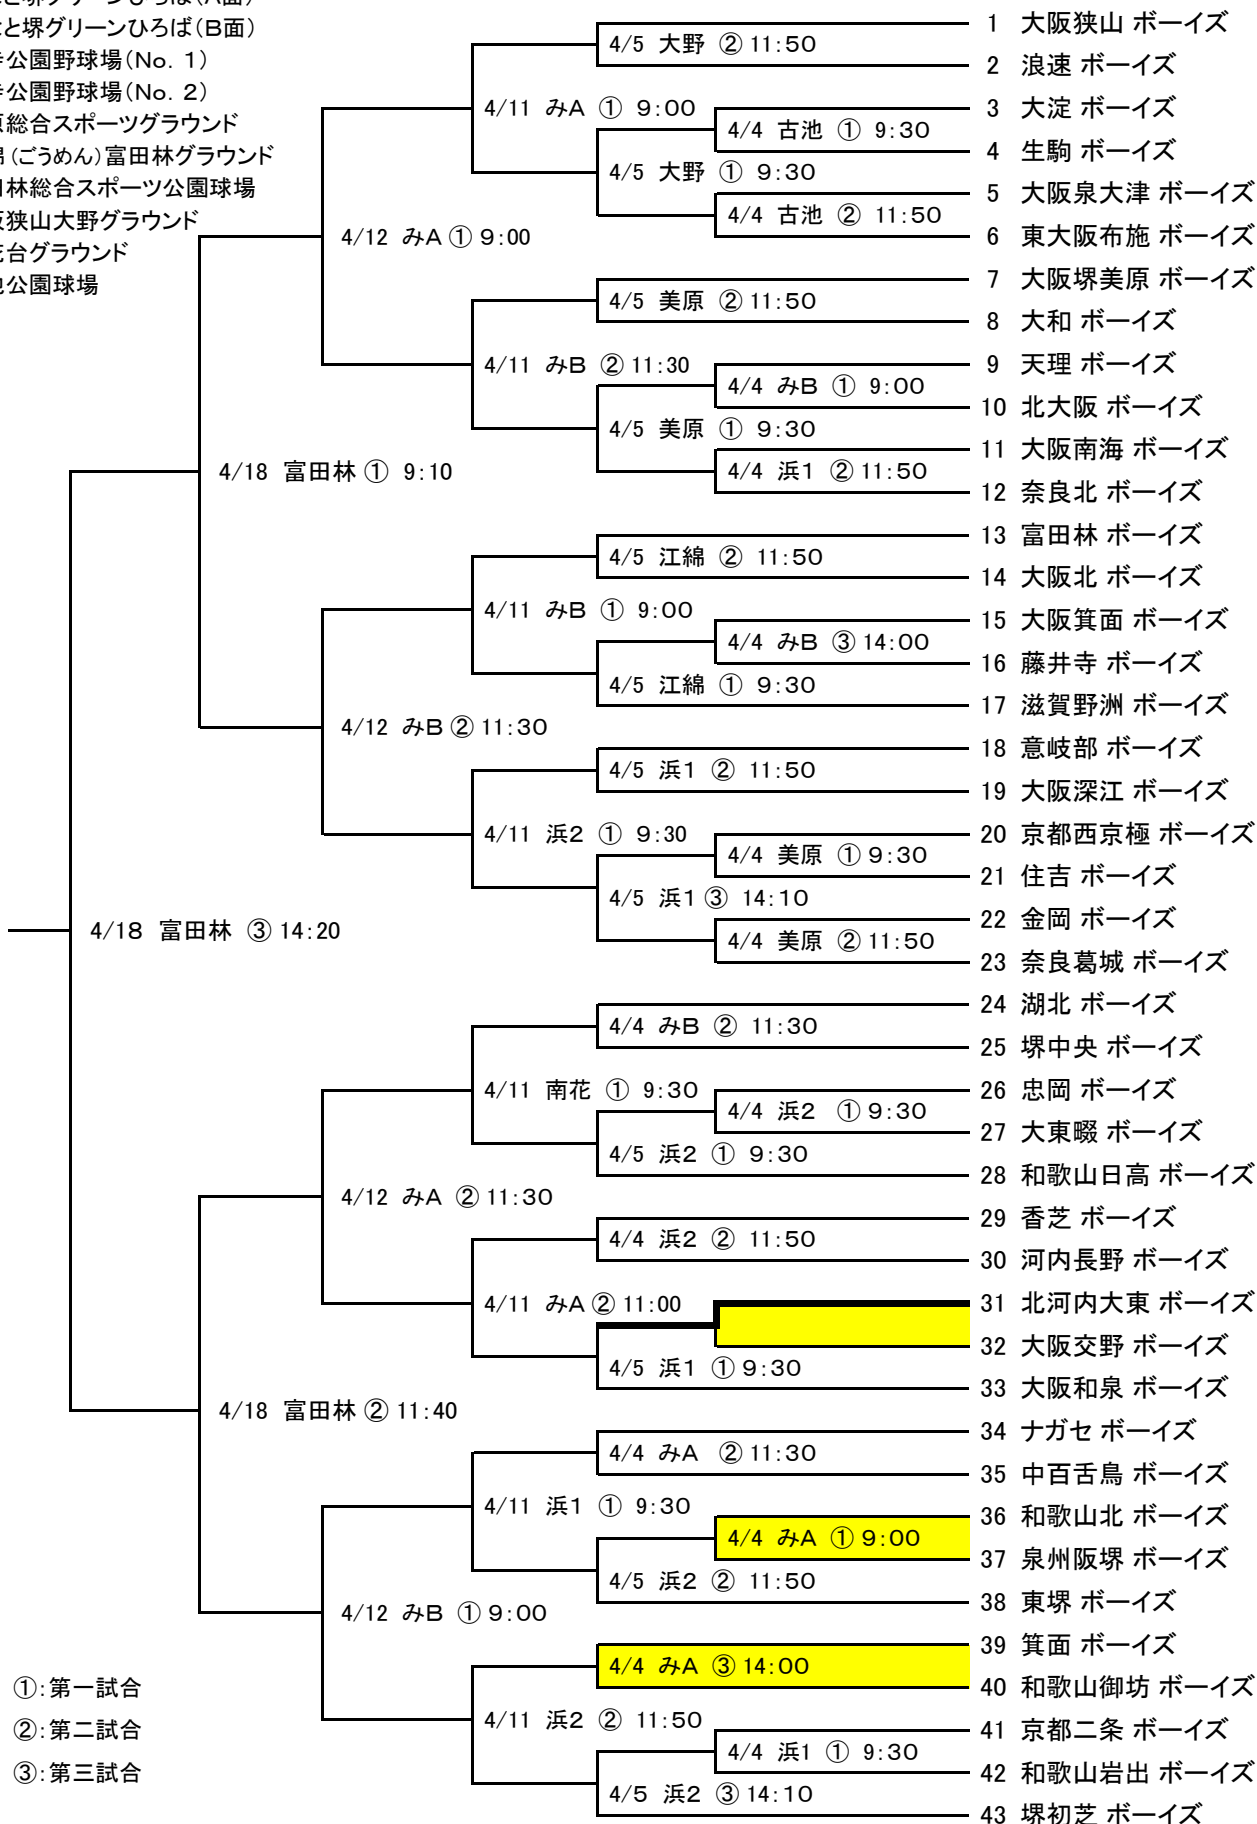 と堺グリーンひろば(A面)
と堺グリーンひろば(B面)
公園野球場(No. 1)
公園野球場(No. 2)
総合スポーツグラウンド
(ごうめん)富田林グラウンド
林総合スポーツ公園球場
狭山大野グラウンド
台グラウンド
公園球場
1 大阪狭山 ボーイズ
4/5 大野 ② 11:50
2 浪速 ボーイズ
4/11 みA ① 9:00
3 大淀 ボーイズ
4/4 古池 ① 9:30
4 生駒 ボーイズ
4/5 大野 ① 9:30
5 大阪泉大津 ボーイズ
4/4 古池 ② 11:50
6 東大阪布施 ボーイズ
4/12 みA ① 9:00
7 大阪堺美原 ボーイズ
4/5 美原 ② 11:50
8 大和 ボーイズ
4/11 みB ② 11:30
9 天理 ボーイズ
4/4 みB ① 9:00
10 北大阪 ボーイズ
4/5 美原 ① 9:30
11 大阪南海 ボーイズ
4/4 浜1 ② 11:50
12 奈良北 ボーイズ
4/18 富田林 ① 9:10
13 富田林 ボーイズ
4/5 江綿 ② 11:50
14 大阪北 ボーイズ
4/11 みB ① 9:00
15 大阪箕面 ボーイズ
4/4 みB ③ 14:00
16 藤井寺 ボーイズ
4/5 江綿 ① 9:30
17 滋賀野洲 ボーイズ
4/12 みB ② 11:30
18 意岐部 ボーイズ
4/5 浜1 ② 11:50
19 大阪深江 ボーイズ
4/11 浜2 ① 9:30
20 京都西京極 ボーイズ
4/4 美原 ① 9:30
21 住吉 ボーイズ
4/5 浜1 ③ 14:10
22 金岡 ボーイズ
4/4 美原 ② 11:50
23 奈良葛城 ボーイズ
4/18 富田林 ③ 14:20
24 湖北 ボーイズ
4/4 みB ② 11:30
25 堺中央 ボーイズ
4/11 南花 ① 9:30
26 忠岡 ボーイズ
4/4 浜2 ① 9:30
27 大東畷 ボーイズ
4/5 浜2 ① 9:30
28 和歌山日高 ボーイズ
4/12 みA ② 11:30
29 香芝 ボーイズ
4/4 浜2 ② 11:50
30 河内長野 ボーイズ
4/11 みA ② 11:00
31 北河内大東 ボーイズ
32 大阪交野 ボーイズ
4/5 浜1 ① 9:30
33 大阪和泉 ボーイズ
4/18 富田林 ② 11:40
34 ナガセ ボーイズ
4/4 みA ② 11:30
35 中百舌鳥 ボーイズ
4/11 浜1 ① 9:30
36 和歌山北 ボーイズ
4/4 みA ① 9:00
37 泉州阪堺 ボーイズ
4/5 浜2 ② 11:50
38 東堺 ボーイズ
4/12 みB ① 9:00
39 箕面 ボーイズ
4/4 みA ③ 14:00
40 和歌山御坊 ボーイズ
4/11 浜2 ② 11:50
41 京都二条 ボーイズ
4/4 浜1 ① 9:30
42 和歌山岩出 ボーイズ
4/5 浜2 ③ 14:10
43 堺初芝 ボーイズ
①:第一試合
②:第二試合
③:第三試合